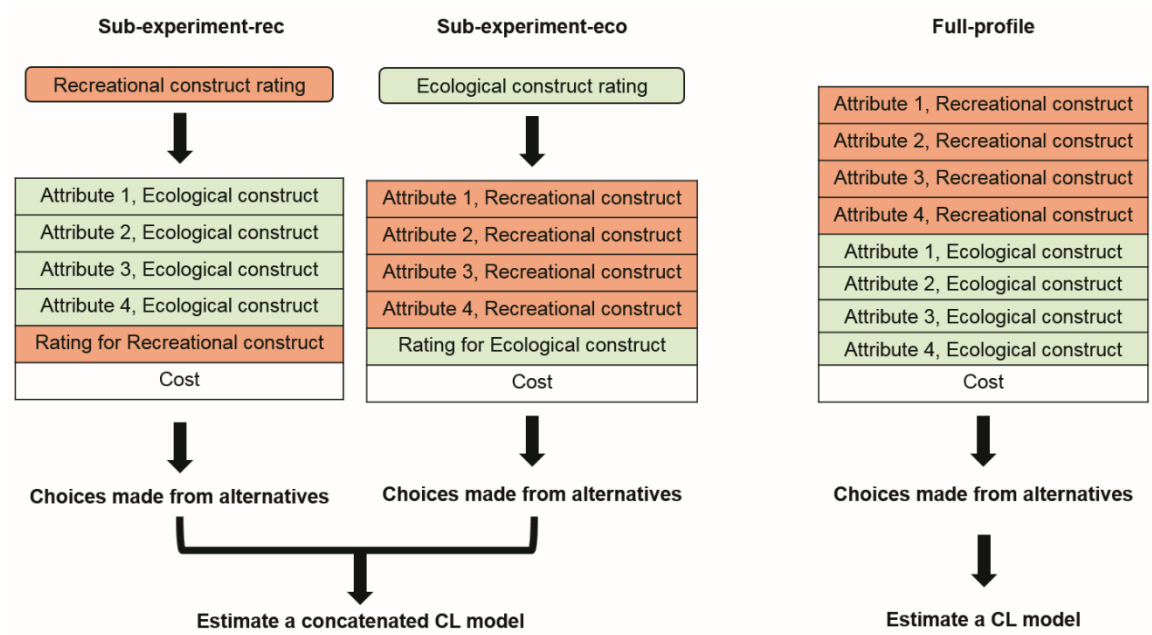 Sub-experiment-rec
Sub-experiment-eco
Full-profile
Recreational construct rating
Ecological construct rating
Attribute 1, Ecological construct
Attribute 2, Ecological construct
Attribute 3, Ecological construct
Attribute 4, Ecological construct
Rating for Recreational construct
Cost
Attribute 1, Recreational construct
Attribute 2, Recreational construct
Attribute 3, Recreational construct
Attribute 4, Recreational construct
Rating for Ecological construct
Cost
Attribute 1, Recreational construct
Attribute 2, Recreational construct
Attribute 3, Recreational construct
Attribute 4, Recreational construct
Attribute 1, Ecological construct
Attribute 2, Ecological construct
Attribute 3, Ecological construct
Attribute 4, Ecological construct
Cost
Choices made from alternatives
Choices made from alternatives
Choices made from alternatives
Estimate a concatenated CL model
Estimate a CL model